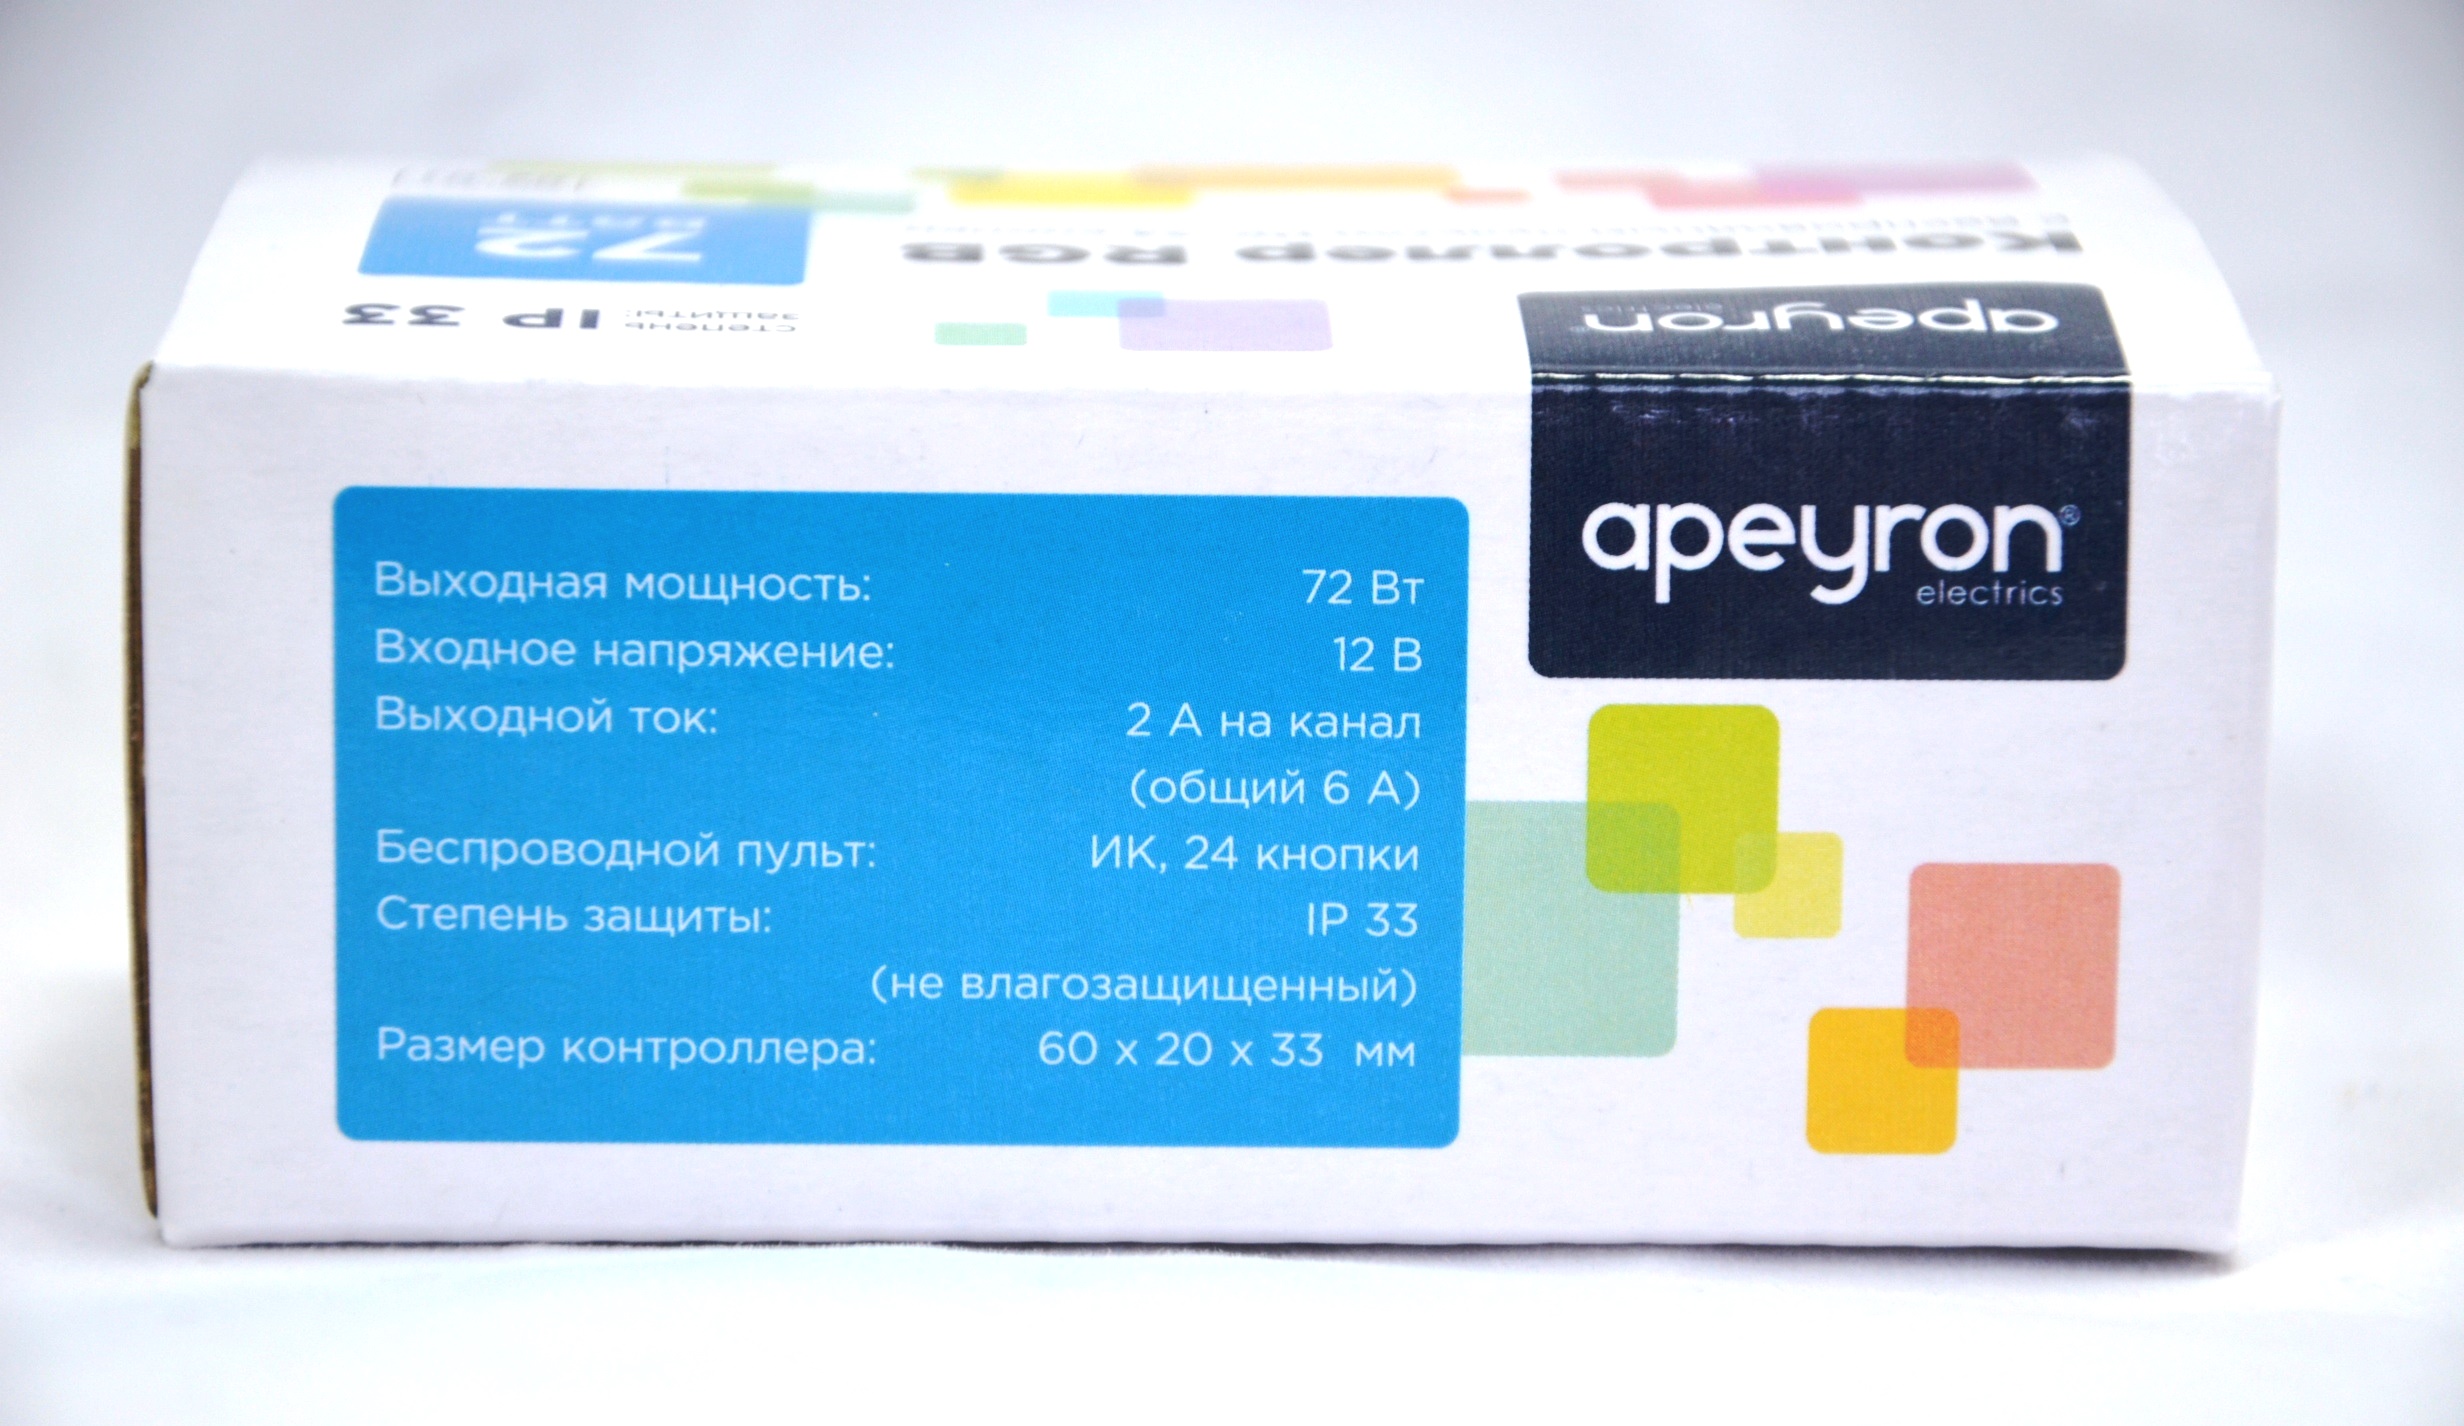 72
ВАТТ
Контроллер RGB
степень
защиты:
IP 33
apeyron
electrics
apeyron®
electrics
Выходная мощность: 72 Вт
Входное напряжение: 12 В
Выходной ток: 2 А на канал
(общий 6 А)
Беспроводной пульт: ИК, 24 кнопки
Степень защиты: IP 33
(не влагозащищенный)
Размер контроллера: 60 x 20 x 33 мм